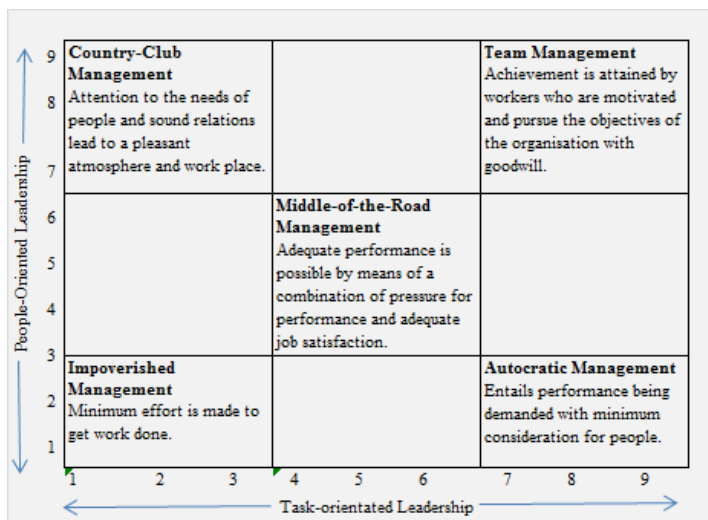 People-Oriented Leadership
9
8
7
6
5
4
3
2
1
Country-Club
Management
Attention to the needs of
people and sound relations
lead to a pleasant
atmosphere and work place.
Team Management
Achievement is attained by
workers who are motivated
and pursue the objectives of
the organisation with
goodwill.
Middle-of-the-Road
Management
Adequate performance is
possible by means of a
combination of pressure for
performance and adequate
job satisfaction.
Impoverished
Management
Minimum effort is made to
get work done.
Autocratic Management
Entails performance being
demanded with minimum
consideration for people.
1 2 3 4 5 6 7 8 9
Task-orientated Leadership